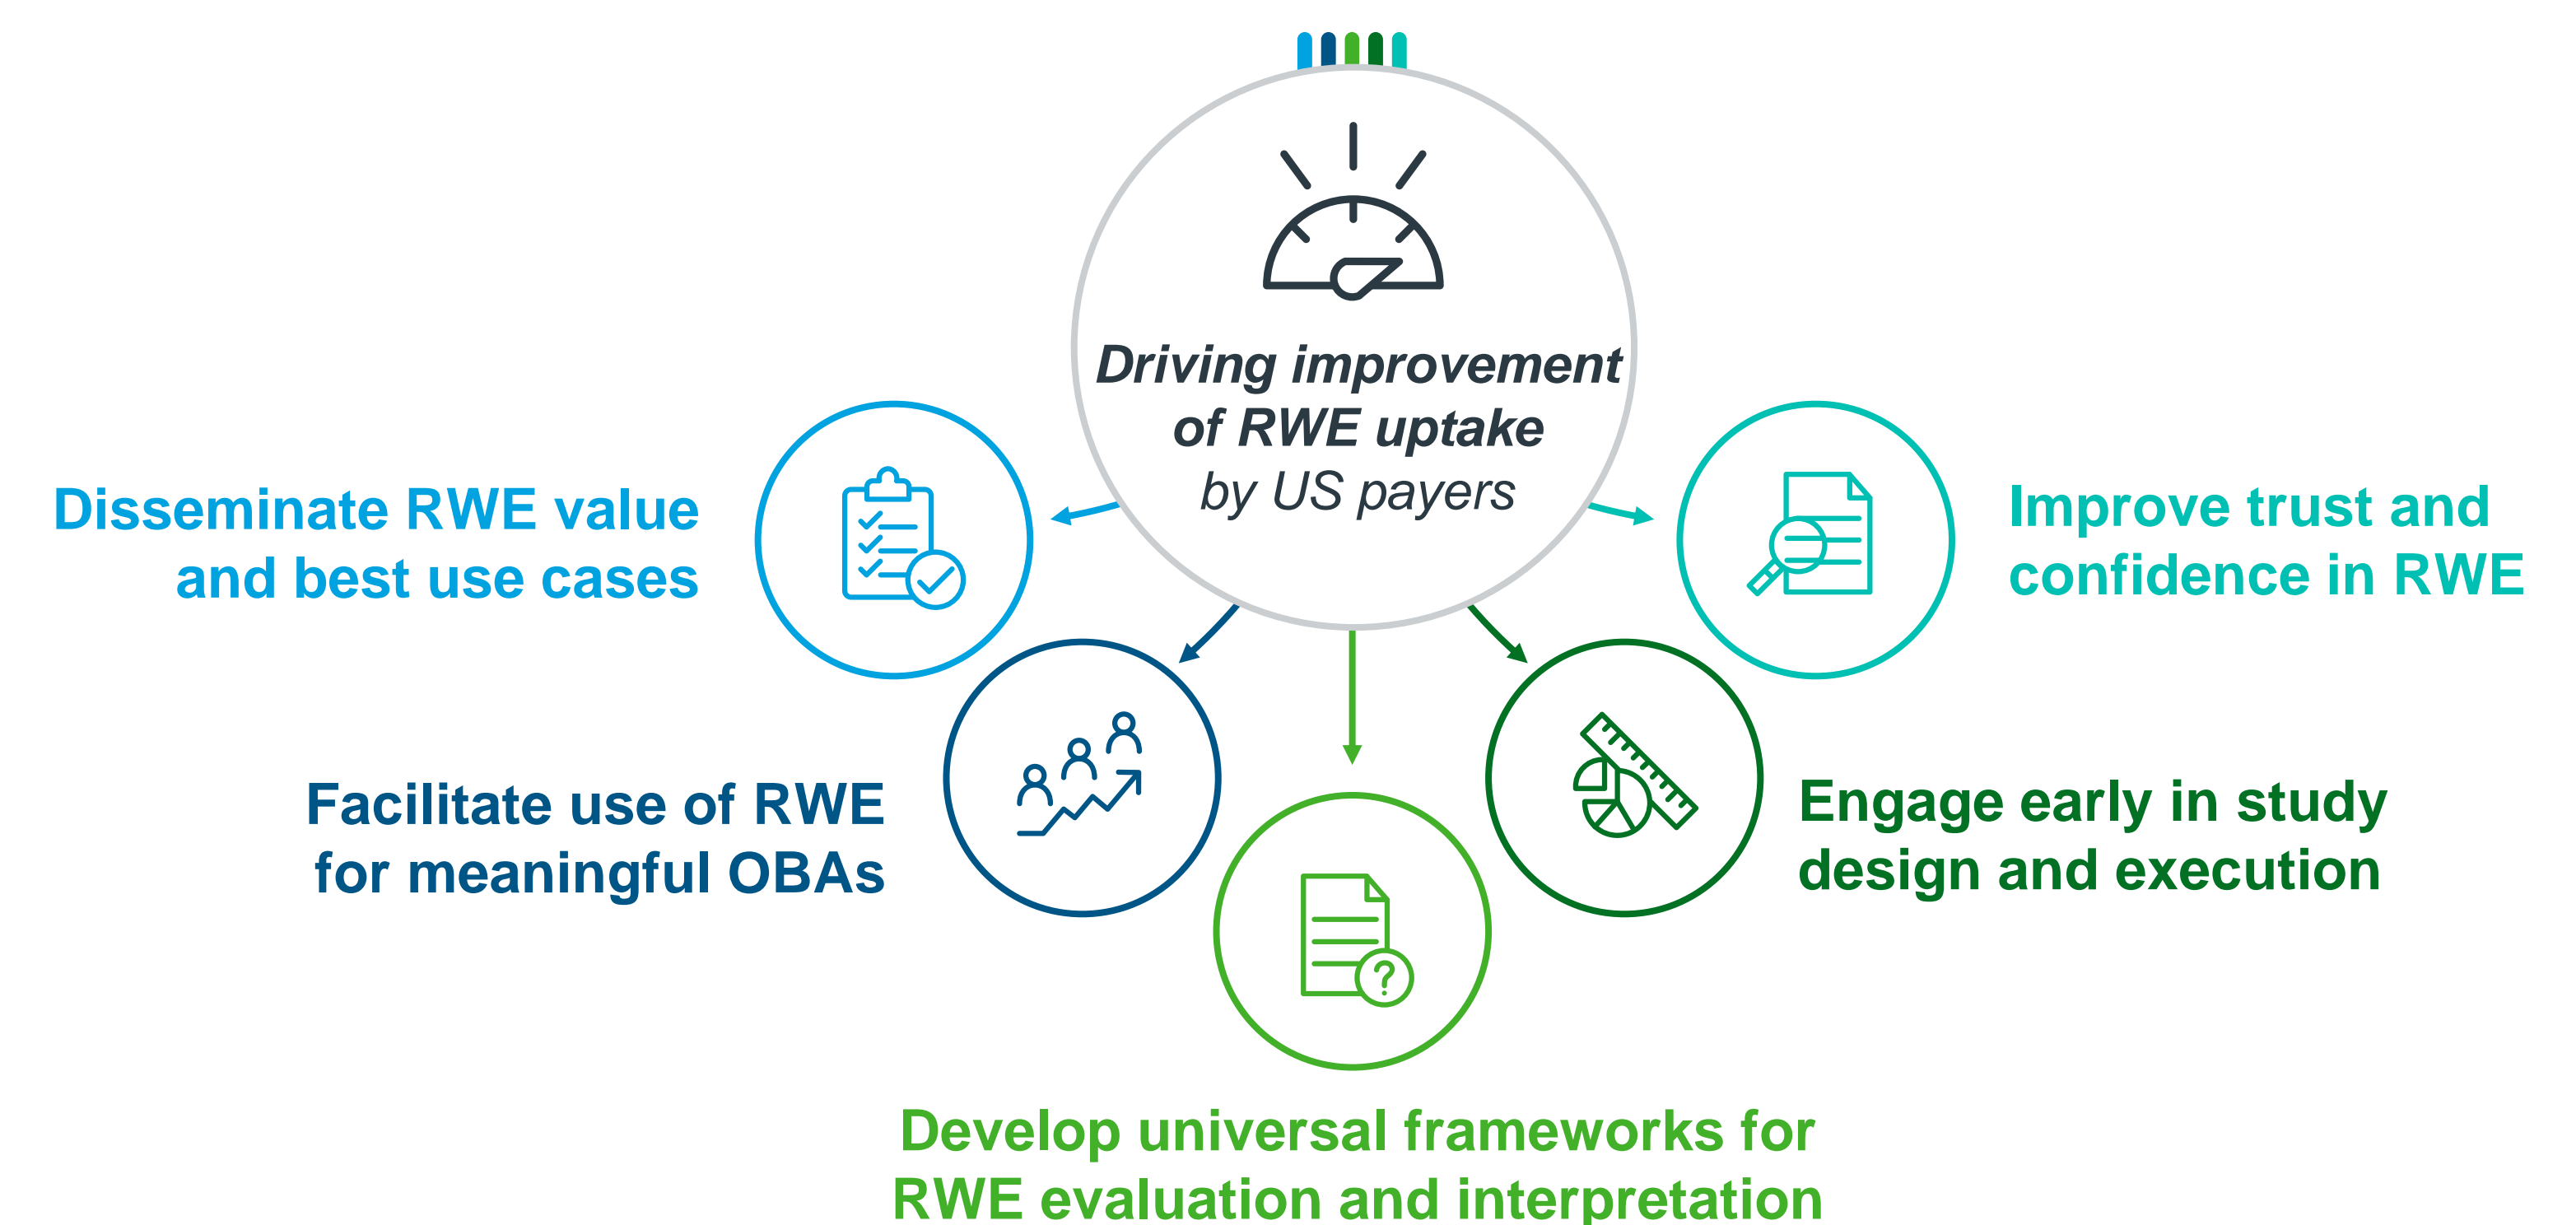 Driving improvement
of RWE uptake
by US payers
Disseminate RWE value
and best use cases
Improve trust and
confidence in RWE
Facilitate use of RWE
for meaningful OBAs
Engage early in study
design and execution
?
Develop universal frameworks for
RWE evaluation and interpretation